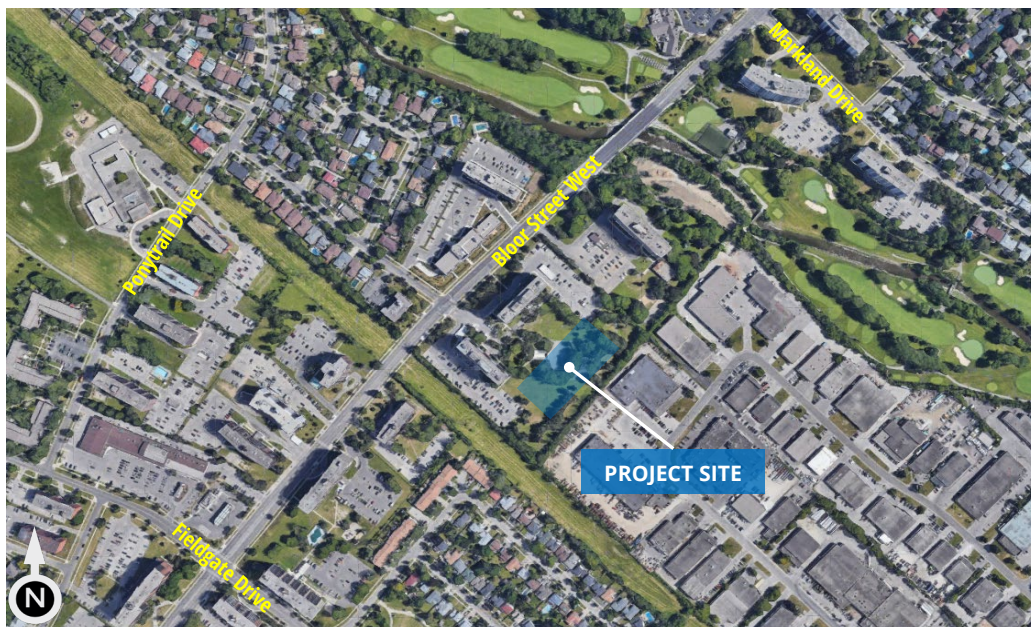 Markland Drive
Bloor Street West
Ponytrail Drive
PROJECT SITE
Fieldgate Drive
N